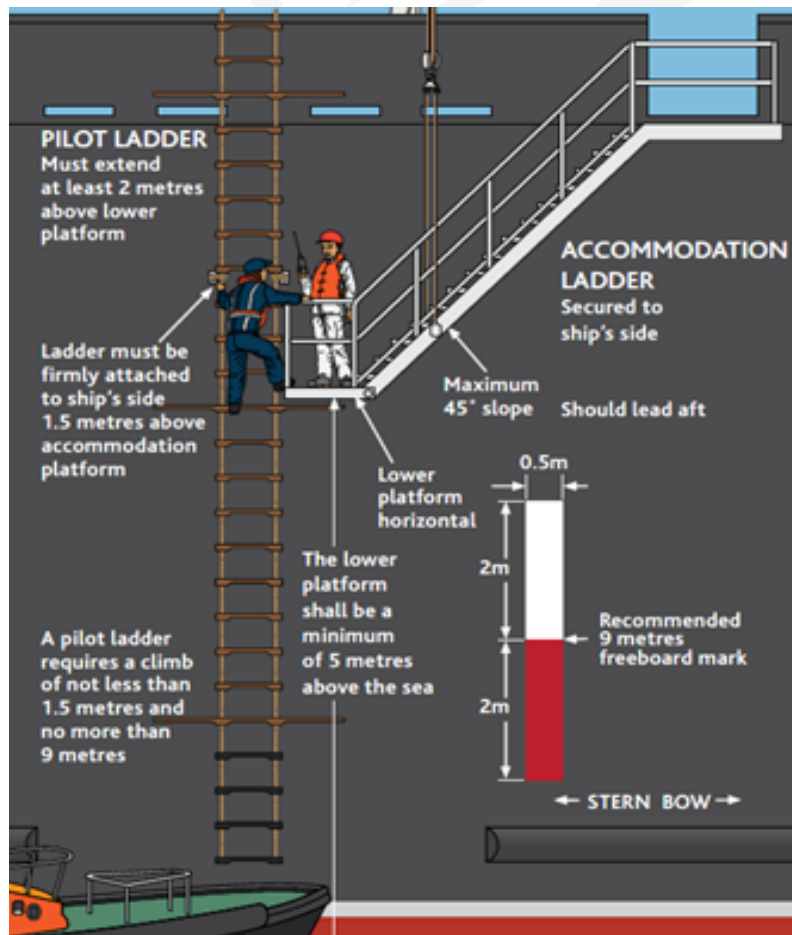 PILOT LADDER
Must extend
at least 2 metres
above lower
platform
ACCOMMODATION
LADDER
Secured to
ship's side
Ladder must be
firmly attached
to ship's side
1.5 metres above
accommodation
platform
Maximum
45° slope
Should lead aft
Lower
platform
horizontal
0.5m
2m
The lower
platform
shall be a
minimum
of 5 metres
above the sea
Recommended
9 metres
freeboard mark
A pilot ladder
requires a climb
of not less than
1.5 metres and
no more than
9 metres
2m
STERN BOW